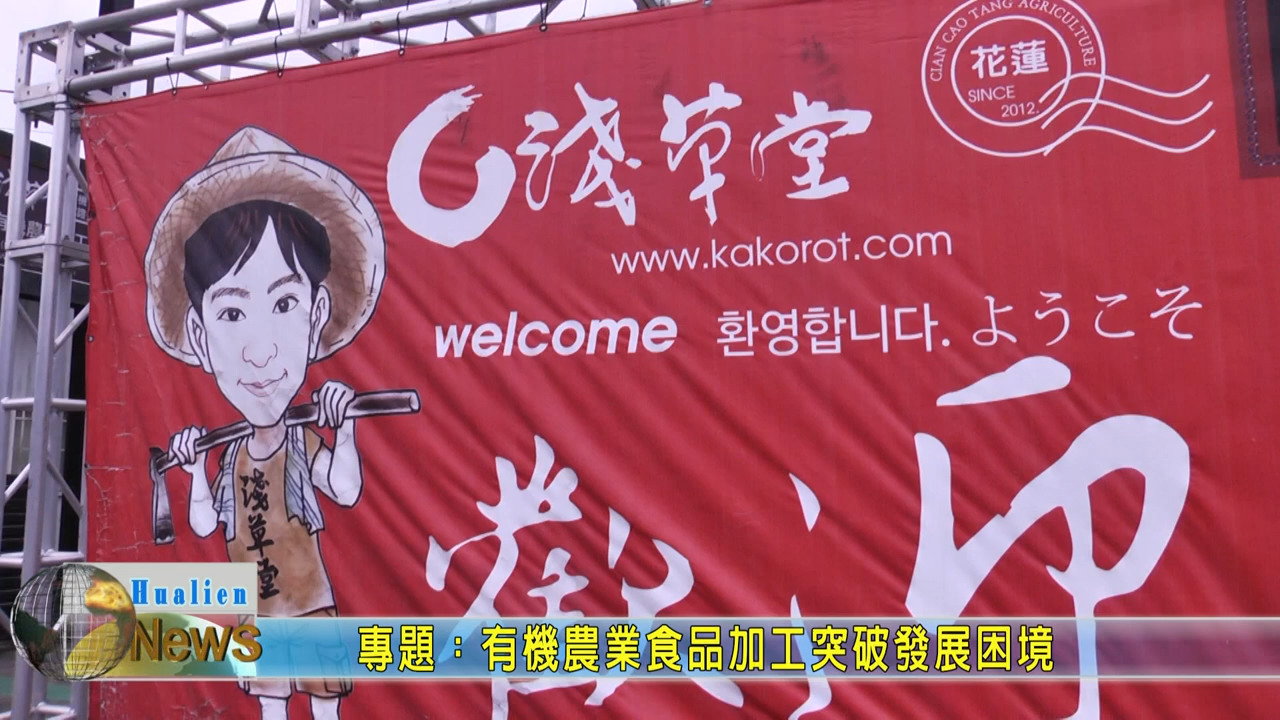 CIAN CAO TANG AGRICULTURE
花蓮
SINCE
2012.
淺草堂
www.kakorot.com
welcome 환영합니다. ようこそ
歡迎
淺草堂
Hualien
News
專題：有機農業食品加工突破發展困境